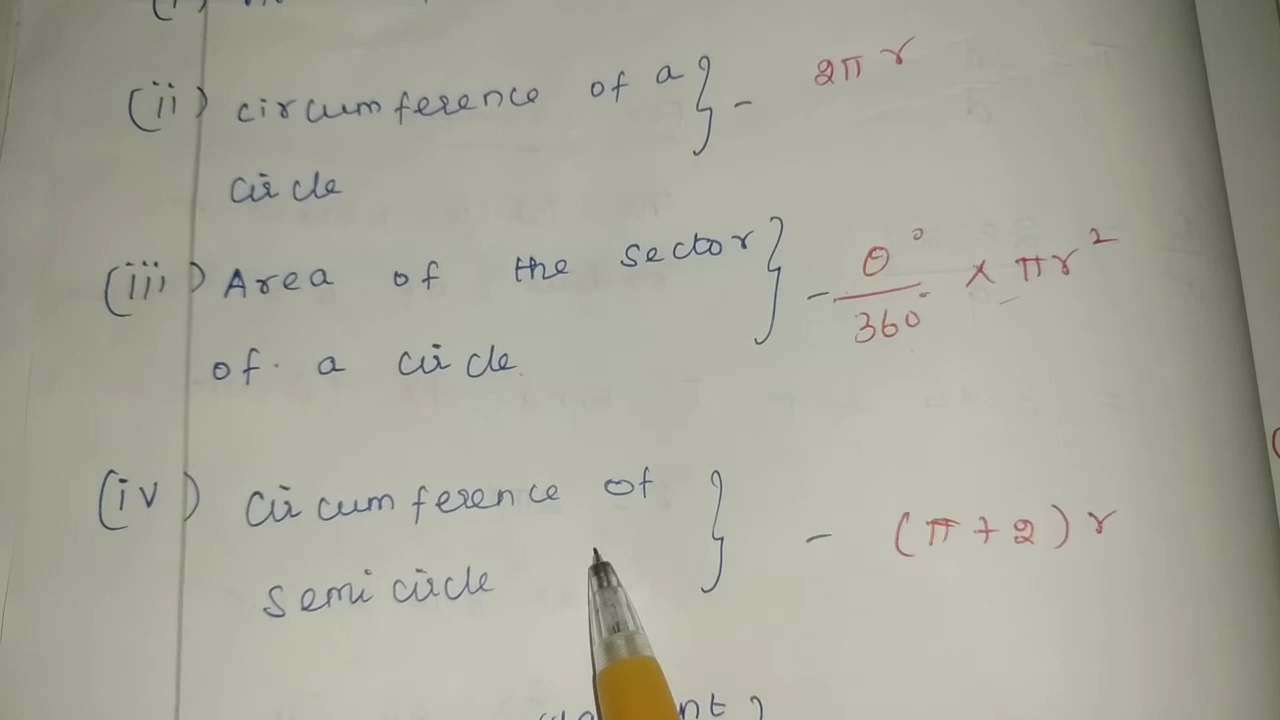 (ii) circumference of a } - 2πr
circle
(iii) Area of the sector } - θ°/360° × πr²
of a circle
(iv) circumference of } - (π+2)r
semicircle